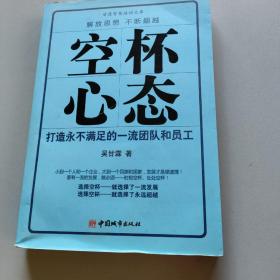 解放思想 不断超越
空杯
心态
打造永不满足的一流团队和员工
吴甘霖 著
选择空杯——就选择了一流发展
选择空杯——就选择了永远超越
中国城市出版社